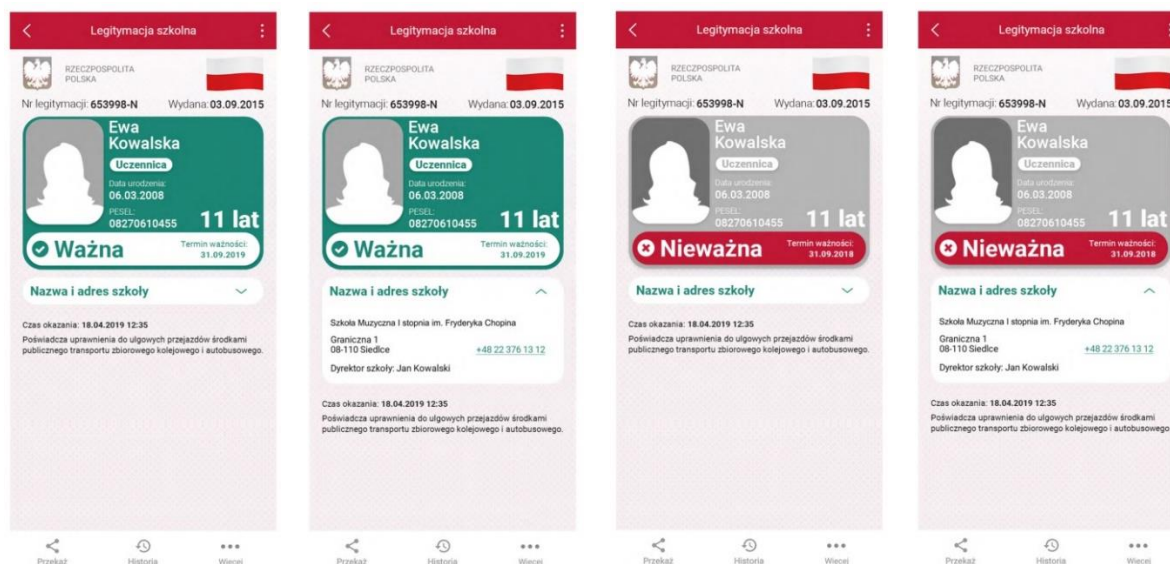 Legitymacja szkolna
RZECZPOSPOLITA
POLSKA
Nr legitymacji: 653998-N Wydana: 03.09.2015
Ewa
Kowalska
Uczennica
Data urodzenia:
06.03.2008
PESEL:
08270610455
11 lat
Ważna
Termin ważności:
31.09.2019
Nazwa i adres szkoły
Czas okazania: 18.04.2019 12:35
Poświadcza uprawnienia do ulgowych przejazdów środkami
publicznego transportu zbiorowego kolejowego i autobusowego.
Przekaż Historia Więcej
Legitymacja szkolna
RZECZPOSPOLITA
POLSKA
Nr legitymacji: 653998-N Wydana: 03.09.2015
Ewa
Kowalska
Uczennica
Data urodzenia:
06.03.2008
PESEL:
08270610455
11 lat
Ważna
Termin ważności:
31.09.2019
Nazwa i adres szkoły
Szkoła Muzyczna I stopnia im. Fryderyka Chopina
Graniczna 1
08-110 Siedlce +48 22 376 13 12
Dyrektor szkoły: Jan Kowalski
Czas okazania: 18.04.2019 12:35
Poświadcza uprawnienia do ulgowych przejazdów środkami
publicznego transportu zbiorowego kolejowego i autobusowego.
Przekaż Historia Więcej
Legitymacja szkolna
RZECZPOSPOLITA
POLSKA
Nr legitymacji: 653998-N Wydana: 03.09.2015
Ewa
Kowalska
Uczennica
Data urodzenia:
06.03.2008
PESEL:
08270610455
11 lat
Nieważna
Termin ważności:
31.09.2018
Nazwa i adres szkoły
Czas okazania: 18.04.2019 12:35
Poświadcza uprawnienia do ulgowych przejazdów środkami
publicznego transportu zbiorowego kolejowego i autobusowego.
Przekaż Historia Więcej
Legitymacja szkolna
RZECZPOSPOLITA
POLSKA
Nr legitymacji: 653998-N Wydana: 03.09.2015
Ewa
Kowalska
Uczennica
Data urodzenia:
06.03.2008
PESEL:
08270610455
11 lat
Nieważna
Termin ważności:
31.09.2018
Nazwa i adres szkoły
Szkoła Muzyczna I stopnia im. Fryderyka Chopina
Graniczna 1
08-110 Siedlce +48 22 376 13 12
Dyrektor szkoły: Jan Kowalski
Czas okazania: 18.04.2019 12:35
Poświadcza uprawnienia do ulgowych przejazdów środkami
publicznego transportu zbiorowego kolejowego i autobusowego.
Przekaż Historia Więcej